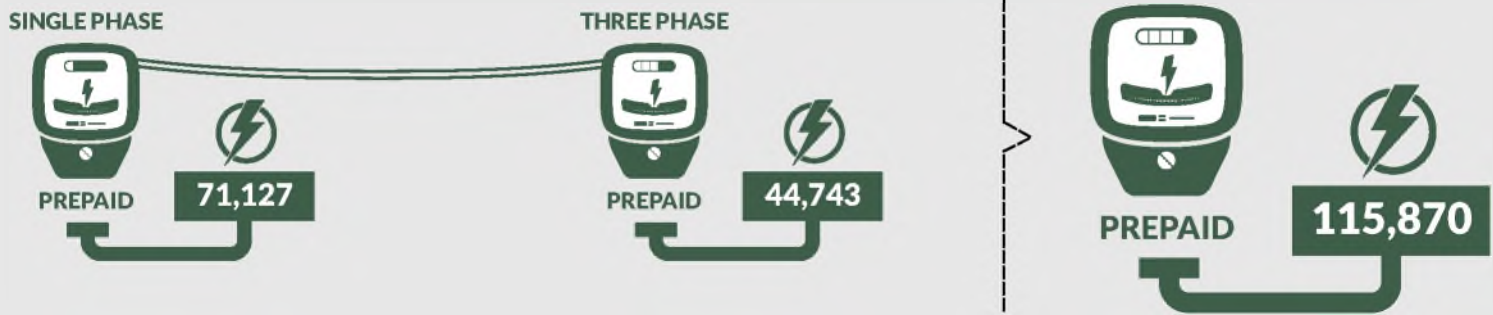 SINGLE PHASE
PREPAID
71,127
THREE PHASE
PREPAID
44,743
PREPAID
115,870